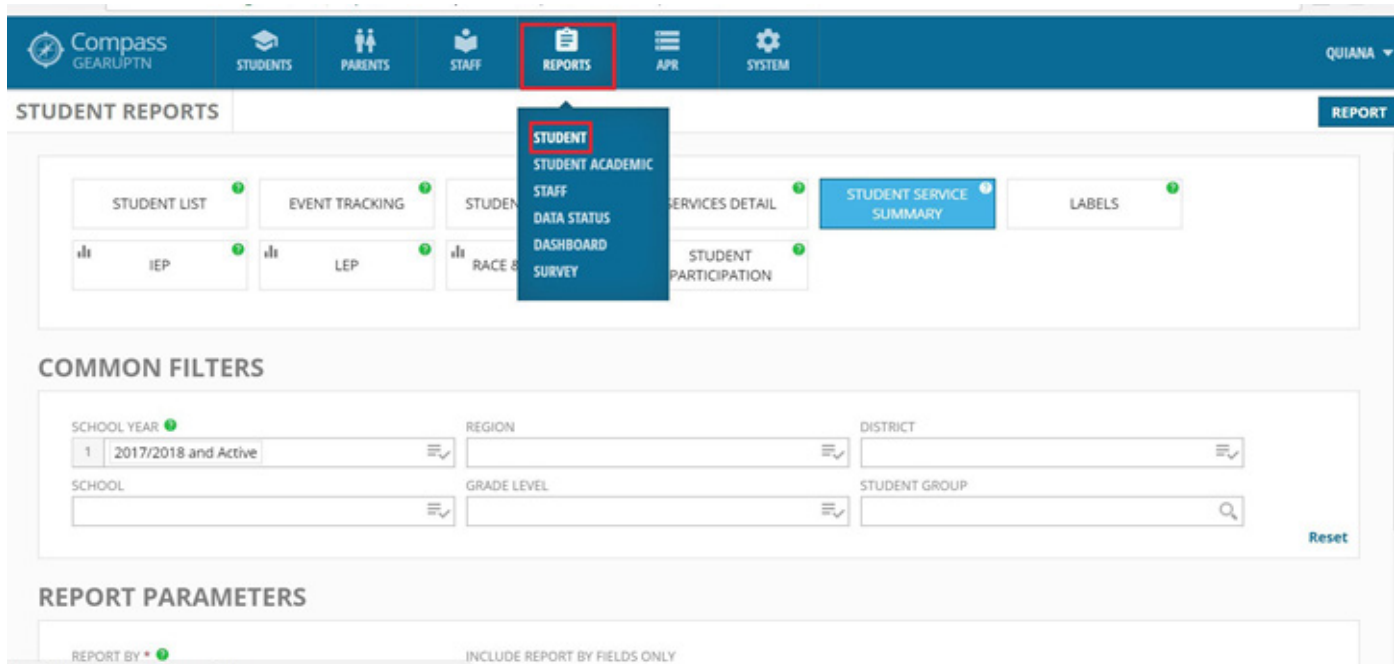 Compass
GEARUPTN
STUDENTS
PARENTS
STAFF
REPORTS
APR
SYSTEM
QUIANA
STUDENT REPORTS
REPORT
STUDENT
STUDENT ACADEMIC
STAFF
DATA STATUS
DASHBOARD
SURVEY
STUDENT LIST
EVENT TRACKING
DETAIL
STUDENT SERVICE
SUMMARY
LABELS
IEP
LEP
RACE &
STUDENT
PARTICIPATION
COMMON FILTERS
SCHOOL YEAR
REGION
DISTRICT
1 2017/2018 and Active
SCHOOL
GRADE LEVEL
STUDENT GROUP
Reset
REPORT PARAMETERS
REPORT BY *
INCLUDE REPORT BY FIELDS ONLY